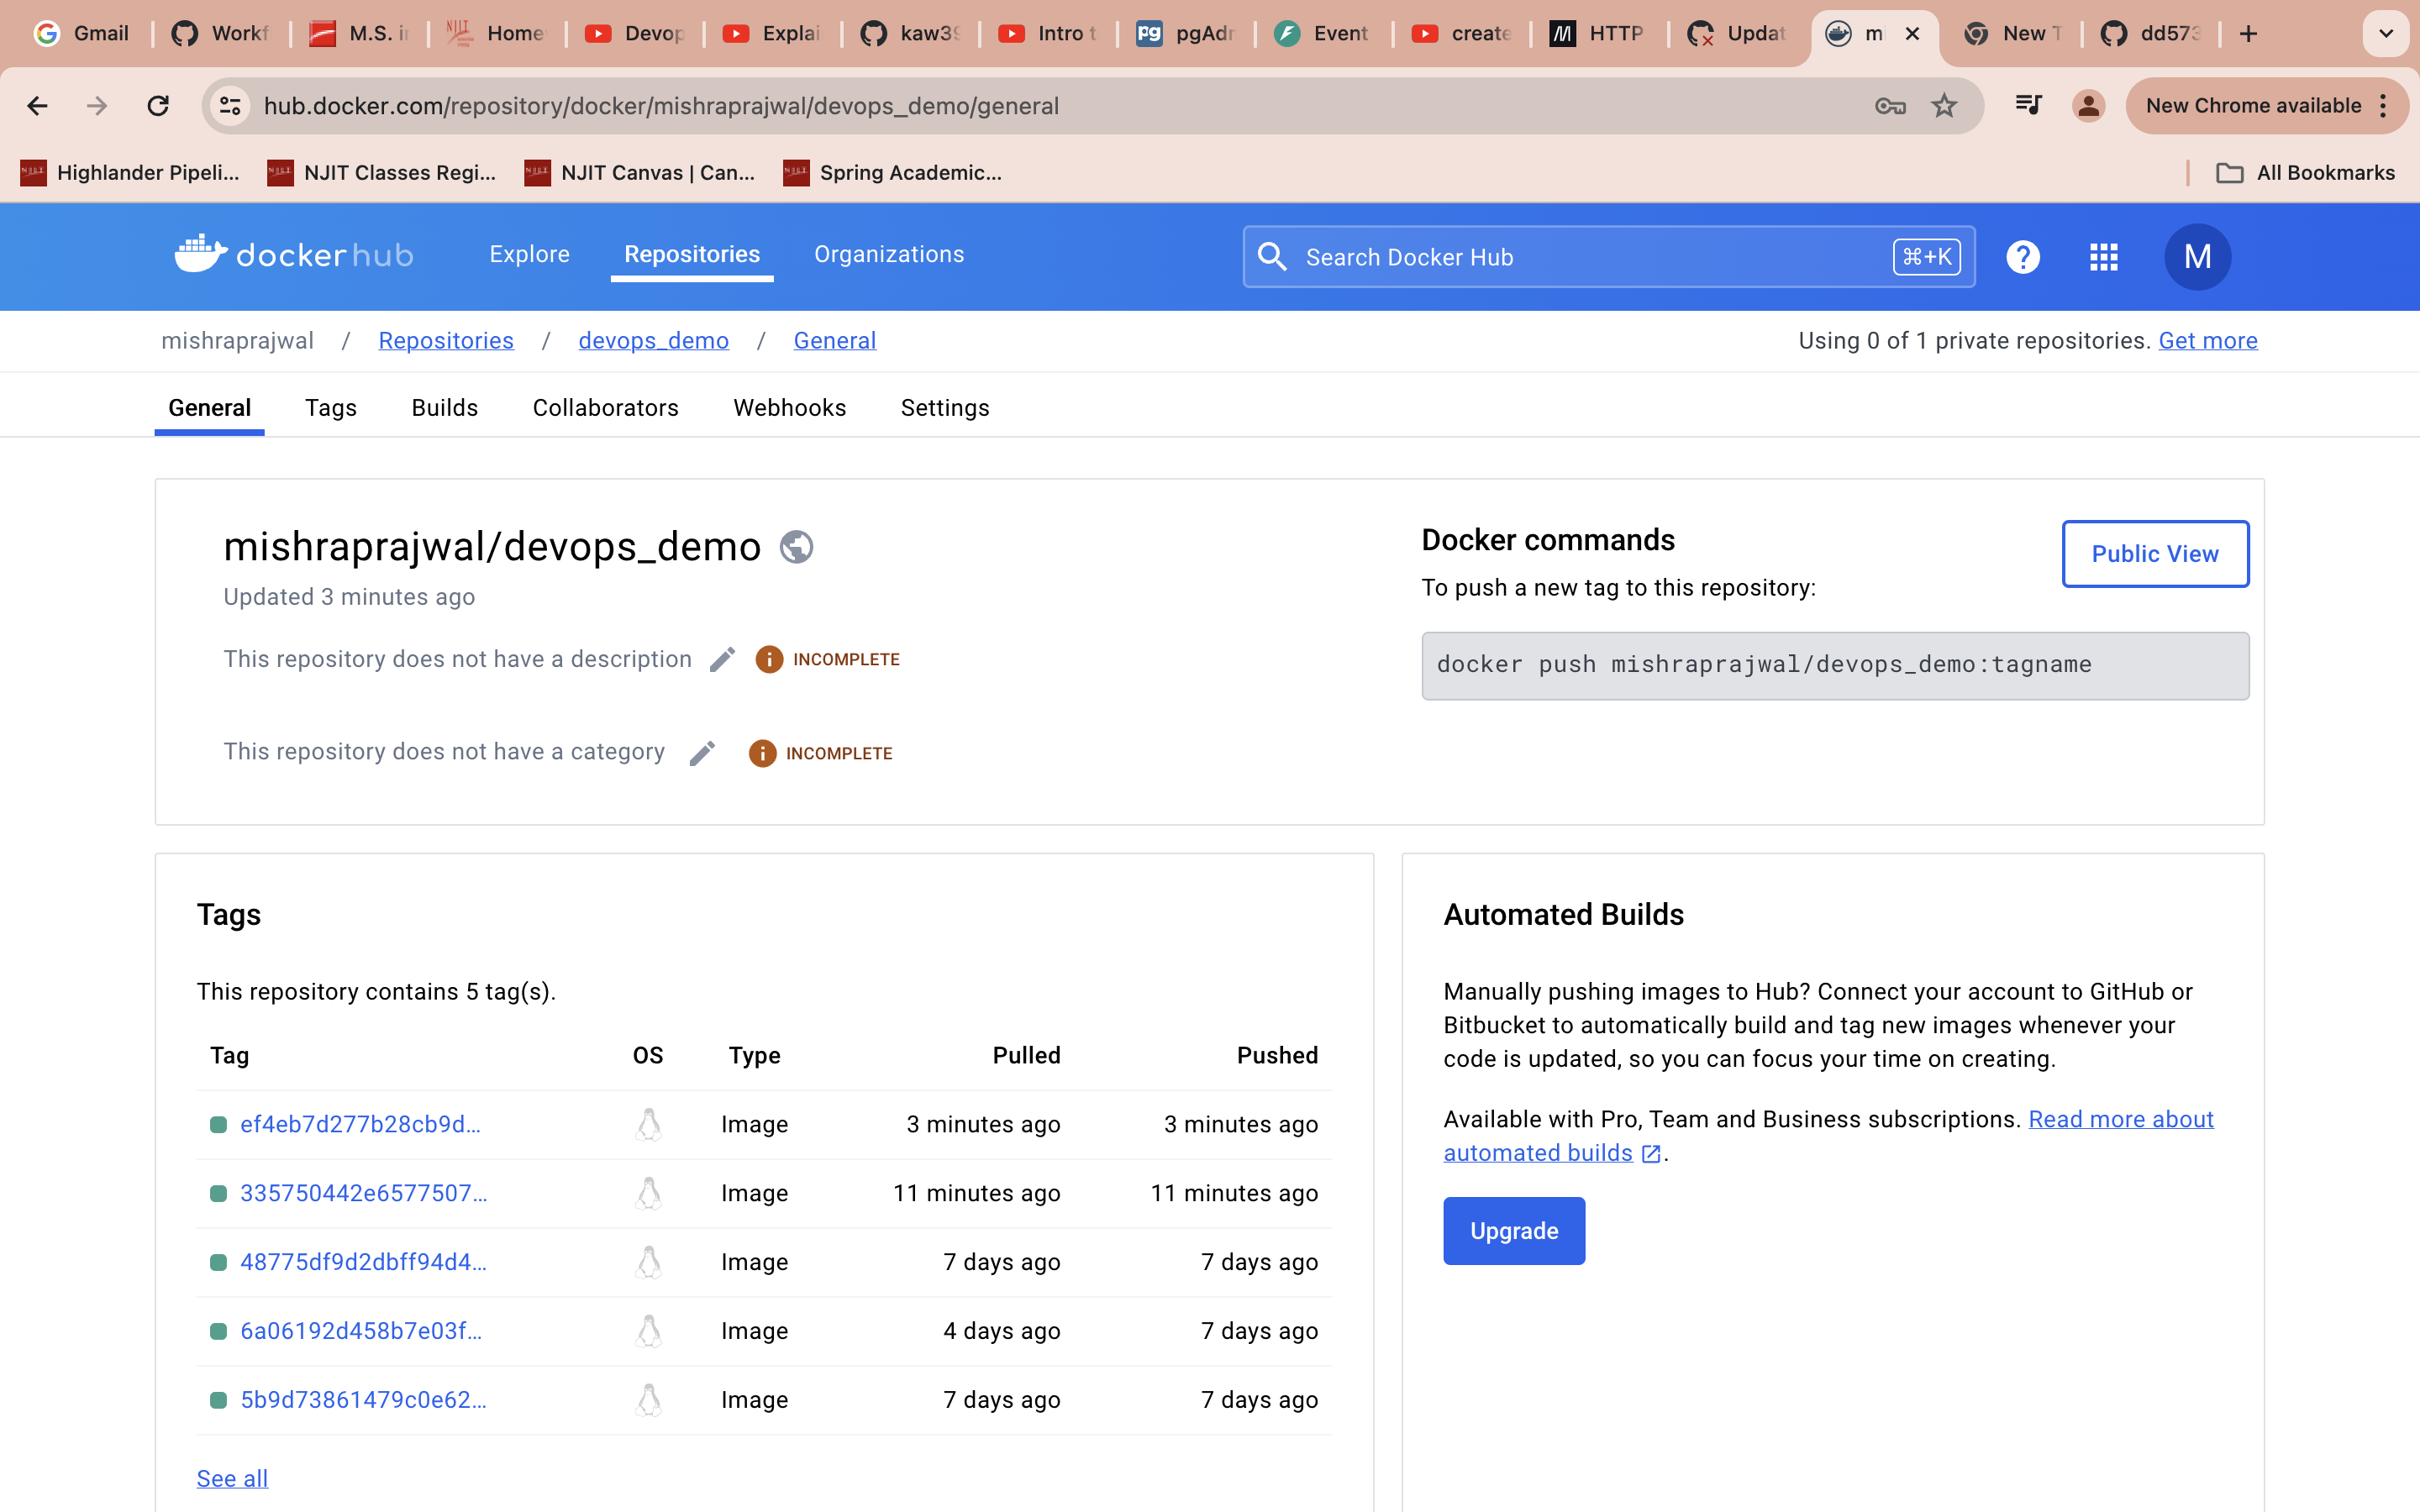 Gmail
Workf
M.S. i
Home
Devop
Explai
kaw39
Intro t
pgAdr
Event
create
HTTP
Updat
mi
New T
dd573
hub.docker.com/repository/docker/mishraprajwal/devops_demo/general
New Chrome available
Highlander Pipeli...
NJIT Classes Regi...
NJIT Canvas | Can...
Spring Academic...
All Bookmarks
dockerhub
Explore
Repositories
Organizations
Search Docker Hub
⌘+K
?
M
mishraprajwal / Repositories / devops_demo / General
Using 0 of 1 private repositories. Get more
General
Tags
Builds
Collaborators
Webhooks
Settings
mishraprajwal/devops_demo
Updated 3 minutes ago
This repository does not have a description
INCOMPLETE
This repository does not have a category
INCOMPLETE
Docker commands
Public View
To push a new tag to this repository:
docker push mishraprajwal/devops_demo:tagname
Tags
This repository contains 5 tag(s).
Tag OS Type Pulled Pushed
ef4eb7d277b28cb9d... Image 3 minutes ago 3 minutes ago
335750442e6577507... Image 11 minutes ago 11 minutes ago
48775df9d2dbff94d4... Image 7 days ago 7 days ago
6a06192d458b7e03f... Image 4 days ago 7 days ago
5b9d73861479c0e62... Image 7 days ago 7 days ago
See all
Automated Builds
Manually pushing images to Hub? Connect your account to GitHub or
Bitbucket to automatically build and tag new images whenever your
code is updated, so you can focus your time on creating.
Available with Pro, Team and Business subscriptions. Read more about
automated builds.
Upgrade